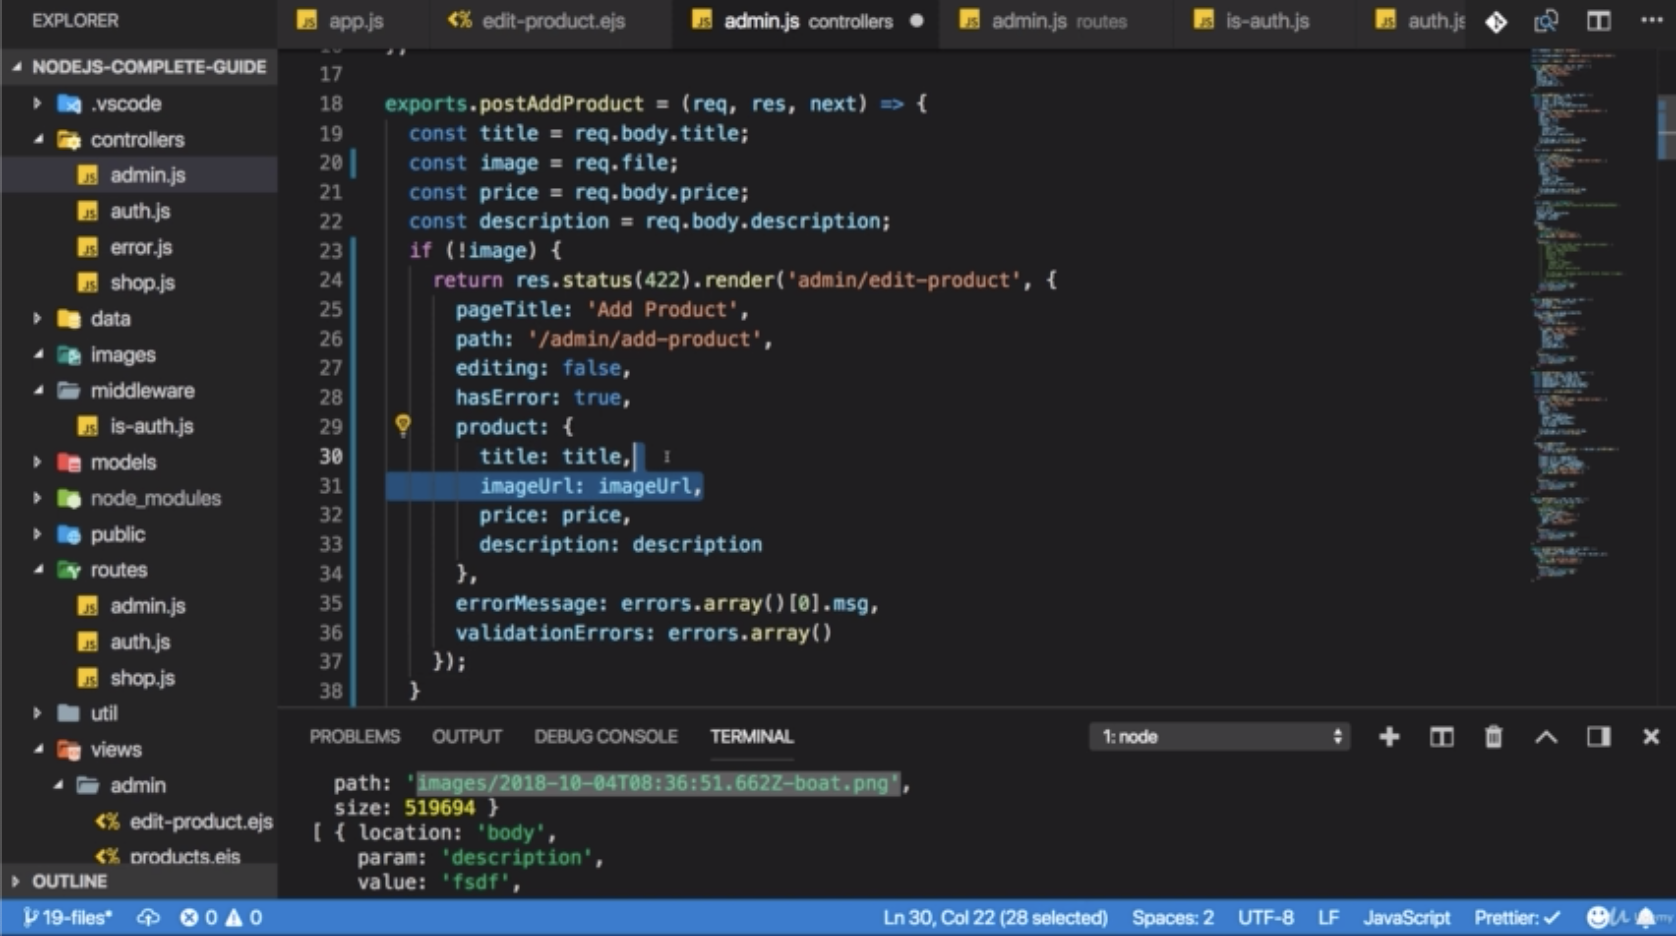 EXPLORER
app.js
edit-product.ejs
admin.js controllers
admin.js routes
is-auth.js
auth.js
NODEJS-COMPLETE-GUIDE
.vscode
controllers
admin.js
auth.js
error.js
shop.js
data
images
middleware
is-auth.js
models
node_modules
public
routes
admin.js
auth.js
shop.js
util
views
admin
edit-product.ejs
products.ejs
OUTLINE
17
18 exports.postAddProduct = (req, res, next) => {
19 const title = req.body.title;
20 const image = req.file;
21 const price = req.body.price;
22 const description = req.body.description;
23 if (!image) {
24 return res.status(422).render('admin/edit-product', {
25 pageTitle: 'Add Product',
26 path: '/admin/add-product',
27 editing: false,
28 hasError: true,
29 product: {
30 title: title,
31 imageUrl: imageUrl,
32 price: price,
33 description: description
34 },
35 errorMessage: errors.array()[0].msg,
36 validationErrors: errors.array()
37 });
38 }
PROBLEMS OUTPUT DEBUG CONSOLE TERMINAL 1: node
path: 'images/2018-10-04T08:36:51.662Z-boat.png',
size: 519694 }
[ { location: 'body',
param: 'description',
value: 'fsdf',
19-files* 0 0 Ln 30, Col 22 (28 selected) Spaces: 2 UTF-8 LF JavaScript Prettier: ✓